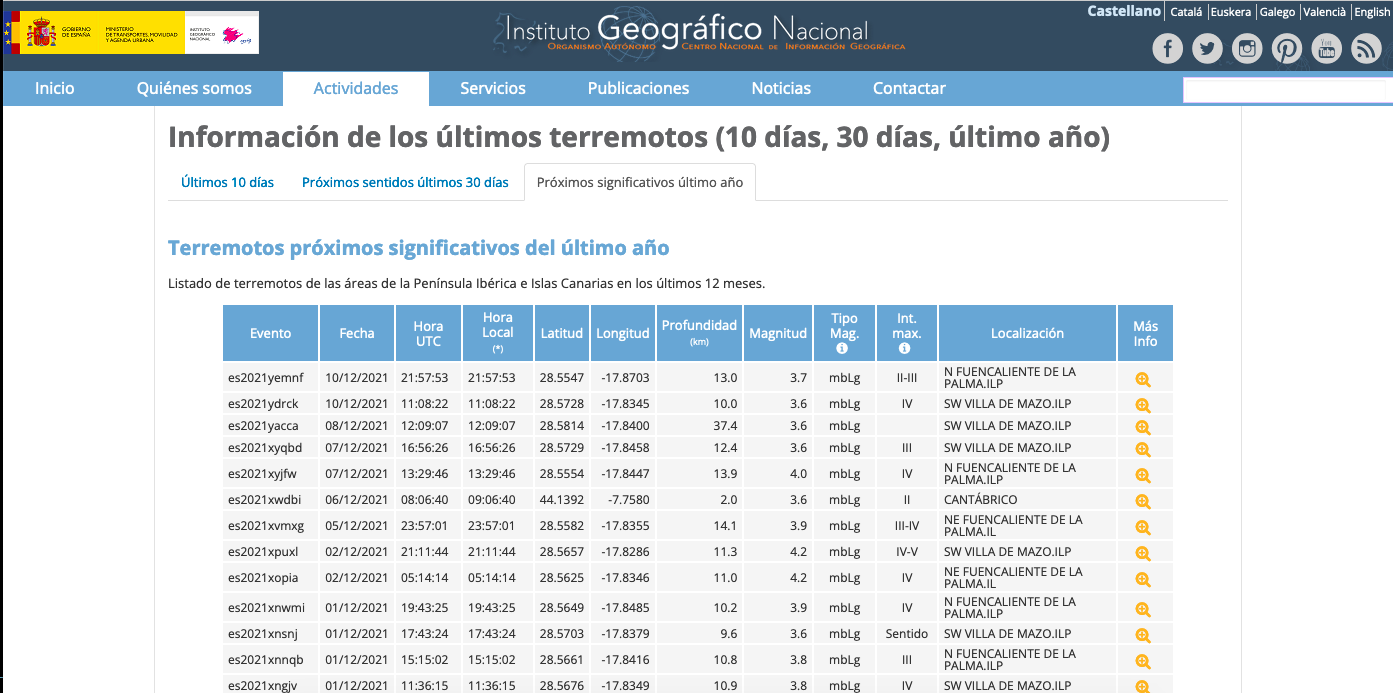 GOBIERNO
DE ESPAÑA
MINISTERIO
DE TRANSPORTES, MOVILIDAD
Y AGENDA URBANA
INSTITUTO
GEOGRÁFICO
NACIONAL
Instituto Geográfico Nacional
ORGANISMO AUTÓNOMO CENTRO NACIONAL DE INFORMACIÓN GEOGRÁFICA
Castellano Catalá Euskera Galego Valencià English
You
Tube
Inicio Quiénes somos Actividades Servicios Publicaciones Noticias Contactar
Información de los últimos terremotos (10 días, 30 días, último año)
Últimos 10 días Próximos sentidos últimos 30 días Próximos significativos último año
Terremotos próximos significativos del último año
Listado de terremotos de las áreas de la Península Ibérica e Islas Canarias en los últimos 12 meses.
Evento Fecha Hora UTC Hora Local (*) Latitud Longitud Profundidad (km) Magnitud Tipo Mag. Int. max. Localización Más Info
es2021yemnf 10/12/2021 21:57:53 21:57:53 28.5547 -17.8703 13.0 3.7 mbLg II-III N FUENCALIENTE DE LA PALMA.ILP
es2021ydrck 10/12/2021 11:08:22 11:08:22 28.5728 -17.8345 10.0 3.6 mbLg IV SW VILLA DE MAZO.ILP
es2021yacca 08/12/2021 12:09:07 12:09:07 28.5814 -17.8400 37.4 3.6 mbLg SW VILLA DE MAZO.ILP
es2021xyqbd 07/12/2021 16:56:26 16:56:26 28.5729 -17.8458 12.4 3.6 mbLg III SW VILLA DE MAZO.ILP
es2021xyjfw 07/12/2021 13:29:46 13:29:46 28.5554 -17.8447 13.9 4.0 mbLg IV N FUENCALIENTE DE LA PALMA.ILP
es2021xwdbi 06/12/2021 08:06:40 09:06:40 44.1392 -7.7580 2.0 3.6 mbLg II CANTÁBRICO
es2021xvmxg 05/12/2021 23:57:01 23:57:01 28.5582 -17.8355 14.1 3.9 mbLg III-IV NE FUENCALIENTE DE LA PALMA.IL
es2021xpuxl 02/12/2021 21:11:44 21:11:44 28.5657 -17.8286 11.3 4.2 mbLg IV-V SW VILLA DE MAZO.ILP
es2021xopia 02/12/2021 05:14:14 05:14:14 28.5625 -17.8346 11.0 4.2 mbLg IV NE FUENCALIENTE DE LA PALMA.IL
es2021xnwmi 01/12/2021 19:43:25 19:43:25 28.5649 -17.8485 10.2 3.9 mbLg IV N FUENCALIENTE DE LA PALMA.ILP
es2021xnsnj 01/12/2021 17:43:24 17:43:24 28.5703 -17.8379 9.6 3.6 mbLg Sentido SW VILLA DE MAZO.ILP
es2021xnnqb 01/12/2021 15:15:02 15:15:02 28.5661 -17.8416 10.8 3.8 mbLg III N FUENCALIENTE DE LA PALMA.ILP
es2021xngjv 01/12/2021 11:36:15 11:36:15 28.5676 -17.8349 10.9 3.8 mbLg IV SW VILLA DE MAZO.ILP